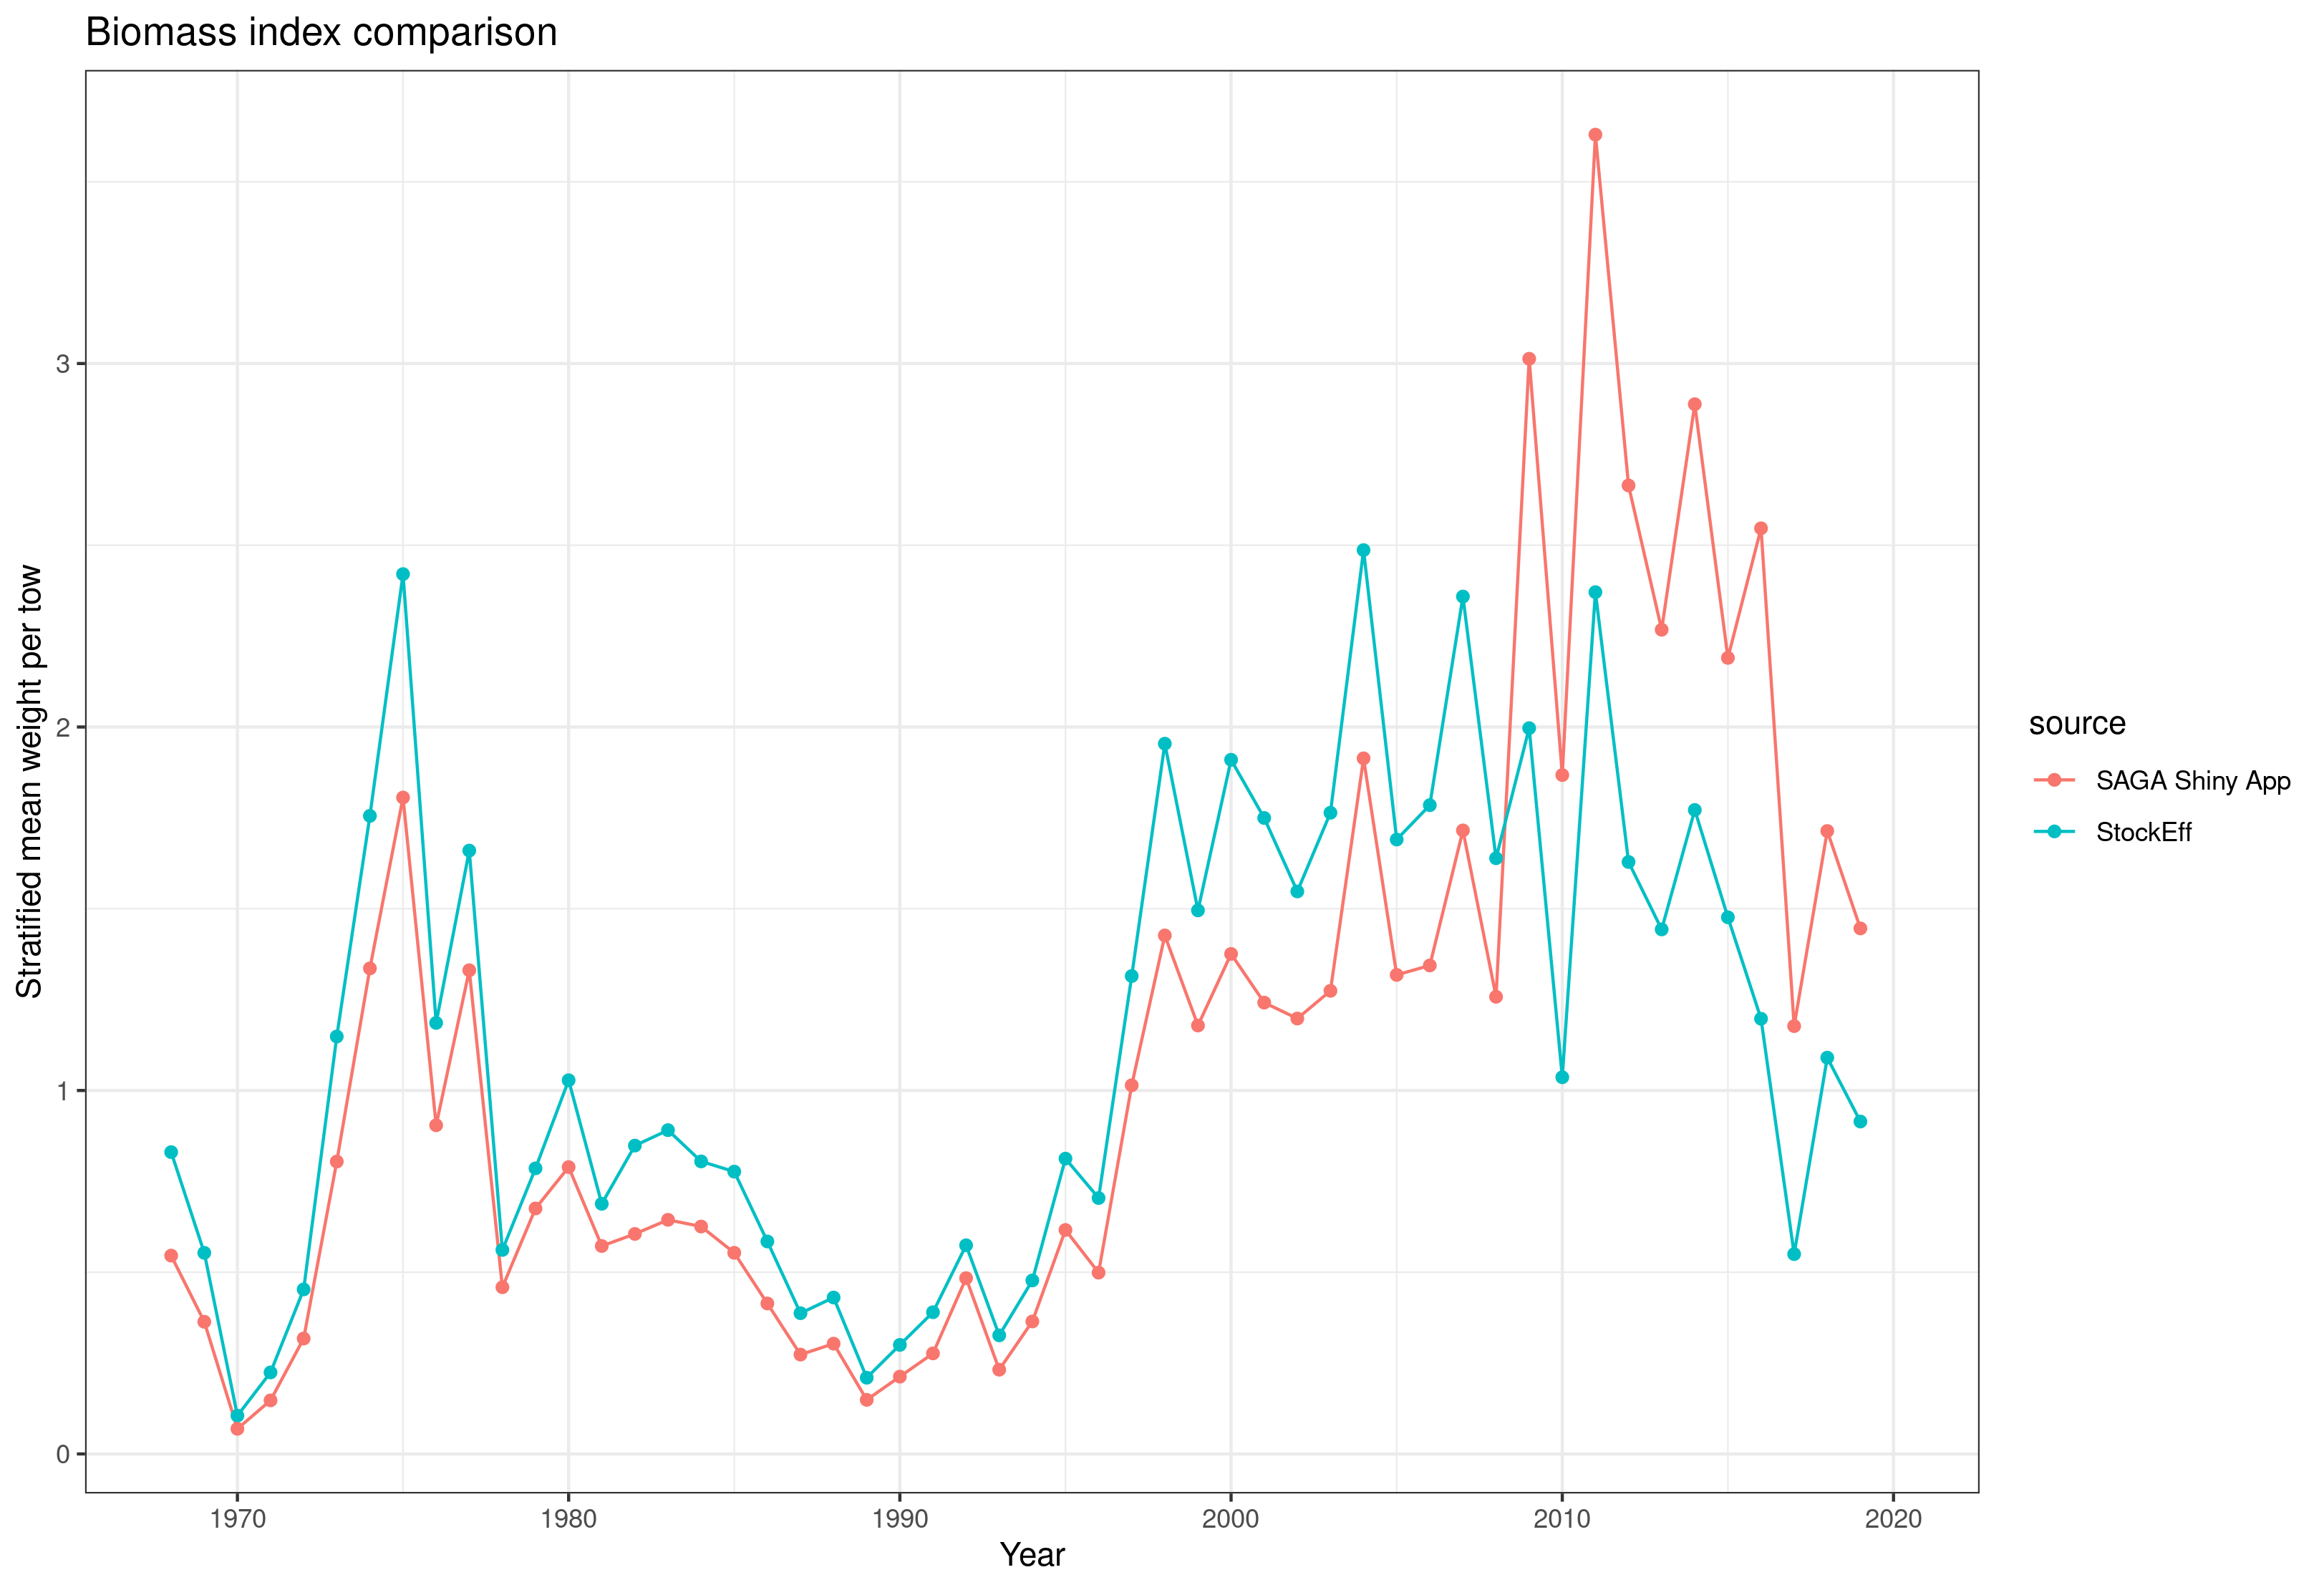 Biomass index comparison
Stratified mean weight per tow
3
2
1
0
1970
1980
1990
2000
2010
2020
Year
source
SAGA Shiny App
StockEff